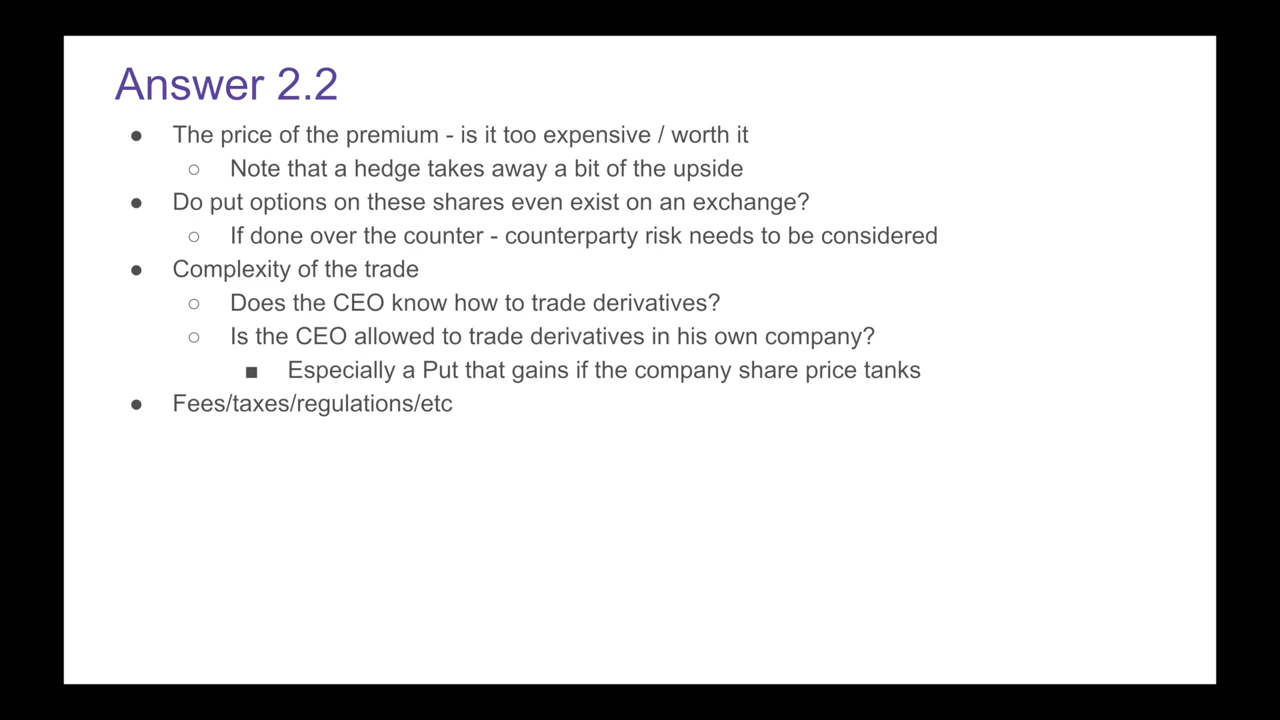 Answer 2.2
● The price of the premium - is it too expensive / worth it
○ Note that a hedge takes away a bit of the upside
● Do put options on these shares even exist on an exchange?
○ If done over the counter - counterparty risk needs to be considered
● Complexity of the trade
○ Does the CEO know how to trade derivatives?
○ Is the CEO allowed to trade derivatives in his own company?
■ Especially a Put that gains if the company share price tanks
● Fees/taxes/regulations/etc